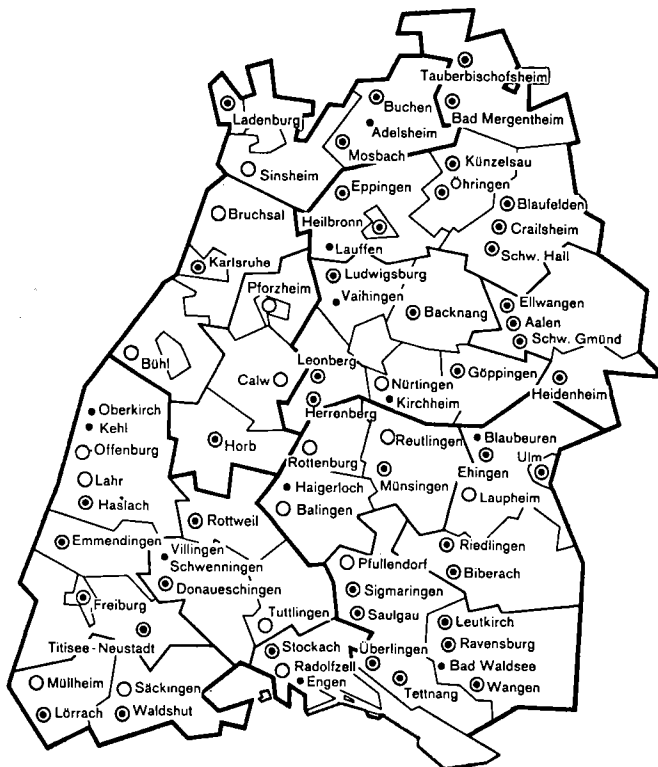 Tauberbischofsheim
Buchen
Bad Mergentheim
Ladenburg
Adelsheim
Mosbach
Künzelsau
Sinsheim
Eppingen
Öhringen
Blaufelden
Bruchsal
Heilbronn
Crailsheim
Lauffen
Schw. Hall
Karlsruhe
Ludwigsburg
Pforzheim
Vaihingen
Ellwangen
Backnang
Aalen
Schw. Gmünd
Bühl
Leonberg
Calw
Nürtingen
Göppingen
Kirchheim
Heidenheim
Oberkirch
Herrenberg
Kehl
Horb
Reutlingen
Blaubeuren
Offenburg
Rottenburg
Ehingen
Ulm
Lahr
Haigerloch
Münsingen
Laupheim
Haslach
Rottweil
Balingen
Emmendingen
Villingen
Schwenningen
Riedlingen
Pfullendorf
Biberach
Donaueschingen
Sigmaringen
Freiburg
Tuttlingen
Saulgau
Leutkirch
Titisee-Neustadt
Stockach
Überlingen
Ravensburg
Radolfzell
Bad Waldsee
Müllheim
Säckingen
Engen
Tettnang
Wangen
Lörrach
Waldshut